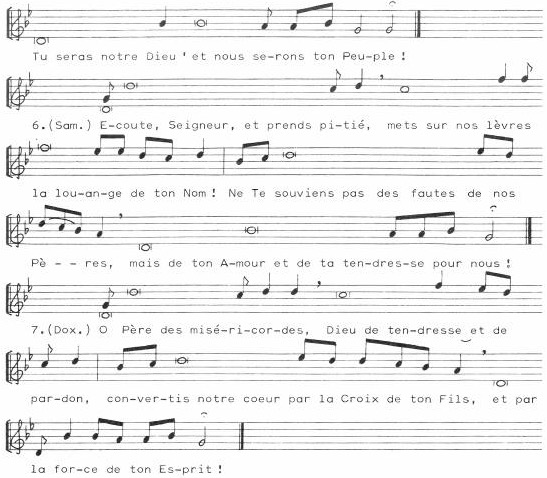 Tu seras notre Dieu ' et nous se-rons ton Peu-ple !
6.(Sam.) E-coute, Seigneur, et prends pi-tié, mets sur nos lèvres
la lou-an-ge de ton Nom ! Ne Te souviens pas des fautes de nos
Pè - - res, mais de ton A-mour et de ta ten-dres-se pour nous !
7.(Dox.) O Père des misé-ri-cor-des, Dieu de ten-dresse et de
par-don, con-ver-tis notre coeur par la Croix de ton Fils, et par
la for-ce de ton Es-prit !